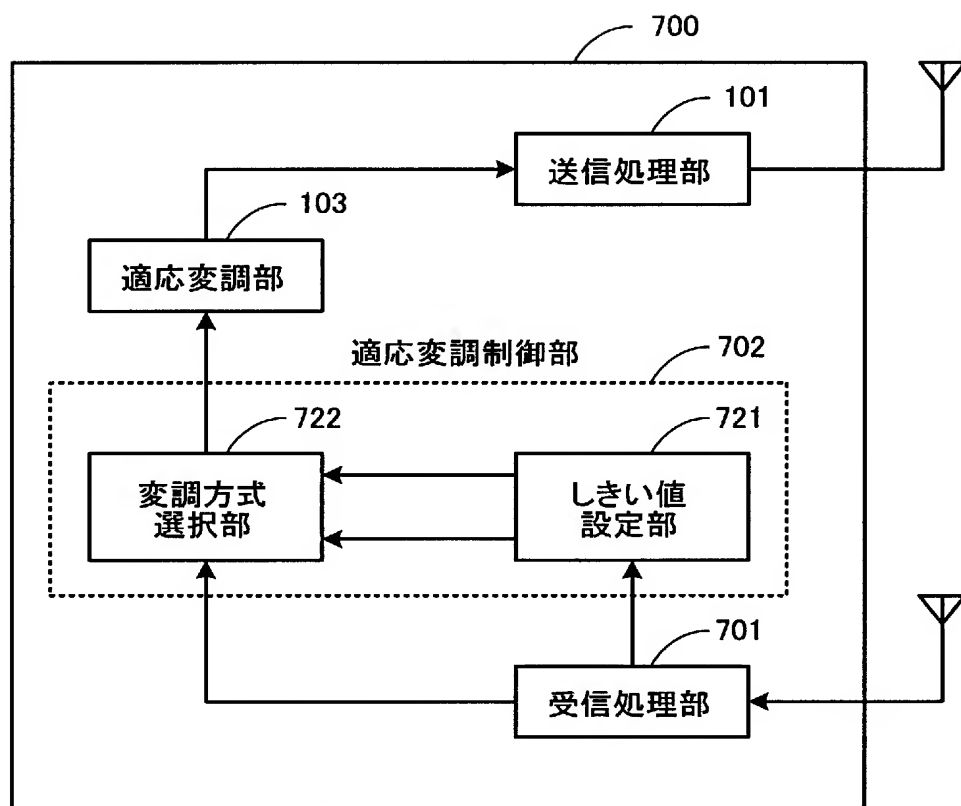 700
101
送信処理部
103
適応変調部
適応変調制御部
702
722
変調方式
選択部
721
しきい値
設定部
701
受信処理部